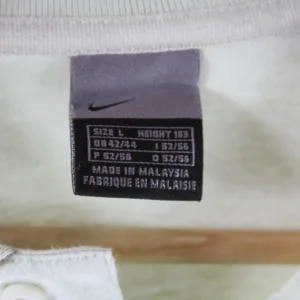 SIZE L HEIGHT 183
GB 42/44 I 52/56
P 52/56 D 52/56
MADE IN MALAYSIA
FABRIQUE EN MALAISIE